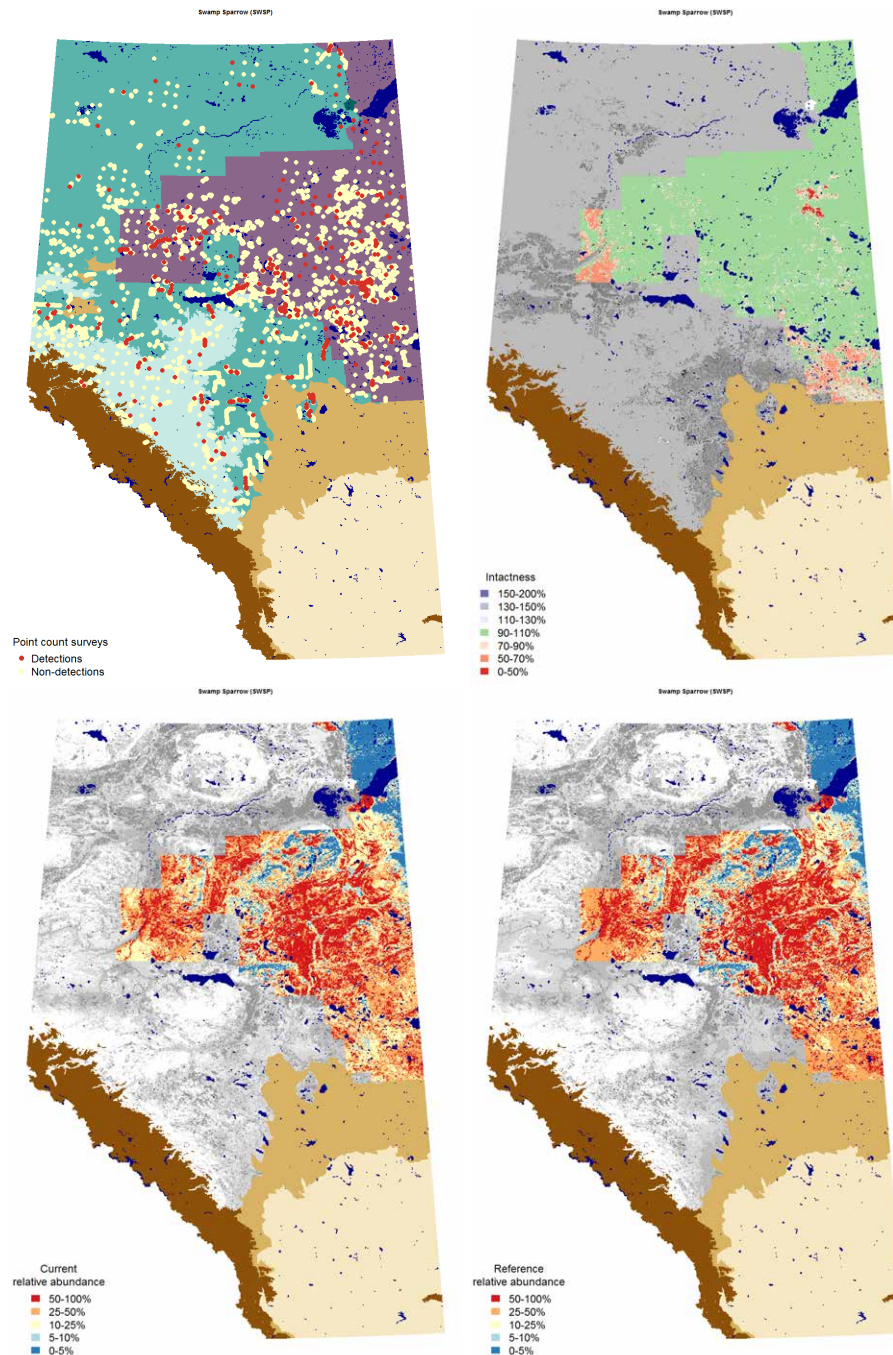 Swamp Sparrow (SWSP)
Point count surveys
Detections
Non-detections
Swamp Sparrow (SWSP)
Intactness
150-200%
130-150%
110-130%
90-110%
70-90%
50-70%
0-50%
Swamp Sparrow (SWSP)
Current
relative abundance
50-100%
25-50%
10-25%
5-10%
0-5%
Swamp Sparrow (SWSP)
Reference
relative abundance
50-100%
25-50%
10-25%
5-10%
0-5%